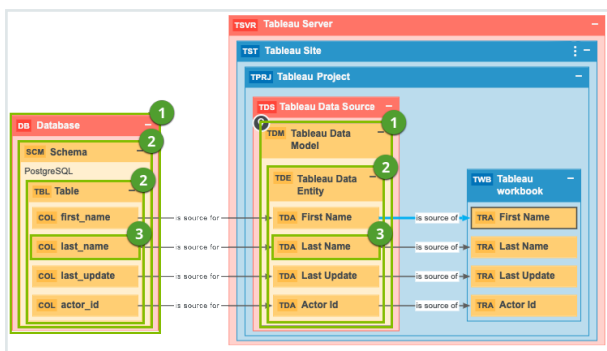 TSVR Tableau Server
TST Tableau Site
TPRJ Tableau Project
TDS Tableau Data Source
1
DB Database
1
TDM Tableau Data
Model
2
SCM Schema
PostgreSQL
2
TBL Table
2
TDE Tableau Data
Entity
TWB Tableau
workbook
COL first_name
is source for
TDA First Name
is source of
TRA First Name
3
3
COL last_name
is source for
TDA Last Name
is source of
TRA Last Name
COL last_update
is source for
TDA Last Update
is source of
TRA Last Update
COL actor_id
is source for
TDA Actor Id
is source of
TRA Actor Id